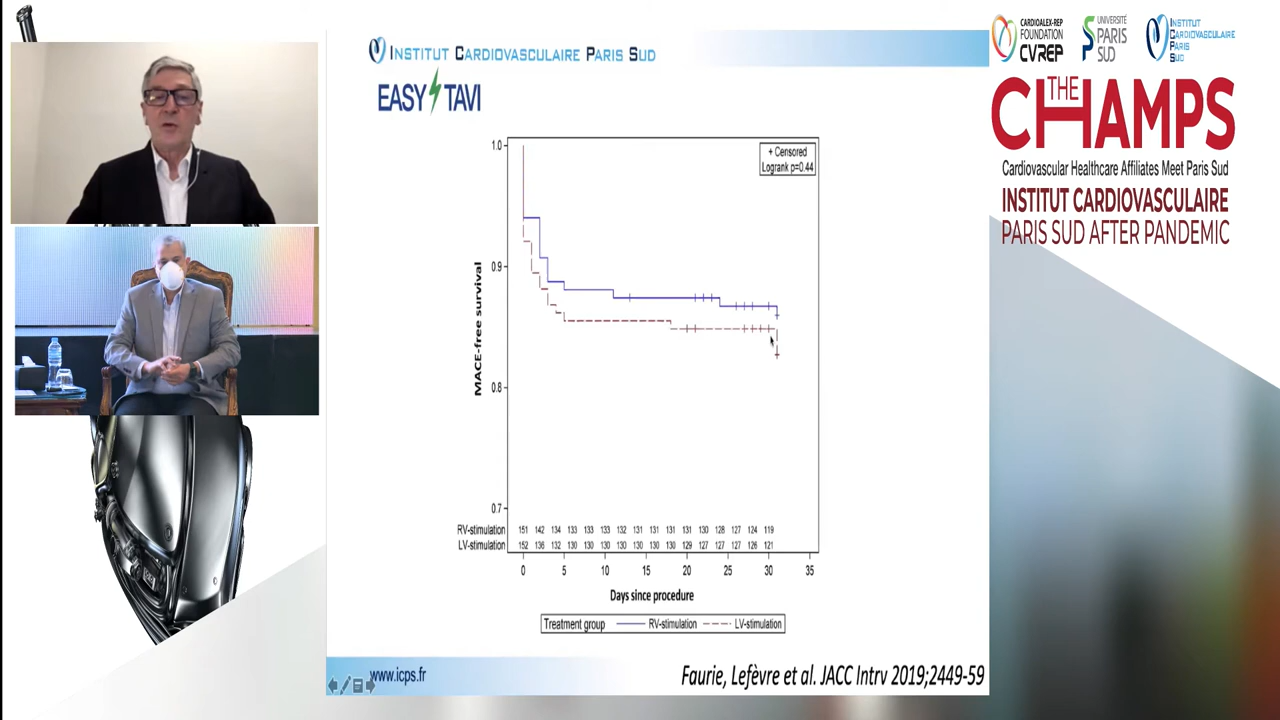 INSTITUT CARDIOVASCULAIRE PARIS SUD
EASY TAVI
+ Censored
Logrank p=0.44
1.0
0.9
0.8
0.7
MACE-free survival
RV-stimulation 151 142 134 133 133 133 132 131 131 131 131 130 128 127 124 119
LV-stimulation 152 136 132 130 130 130 130 130 130 130 129 127 127 127 126 121
0 5 10 15 20 25 30 35
Days since procedure
Treatment group RV-stimulation LV-stimulation
www.icps.fr
Faurie, Lefèvre et al. JACC Intrv 2019;2449-59
CARDIOALEX-REP
FOUNDATION
CVREP
UNIVERSITÉ
PARIS
SUD
INSTITUT
CARDIOVASCULAIRE
PARIS
SUD
THE
CHAMPS
Cardiovascular Healthcare Affiliates Meet Paris Sud
INSTITUT CARDIOVASCULAIRE
PARIS SUD AFTER PANDEMIC